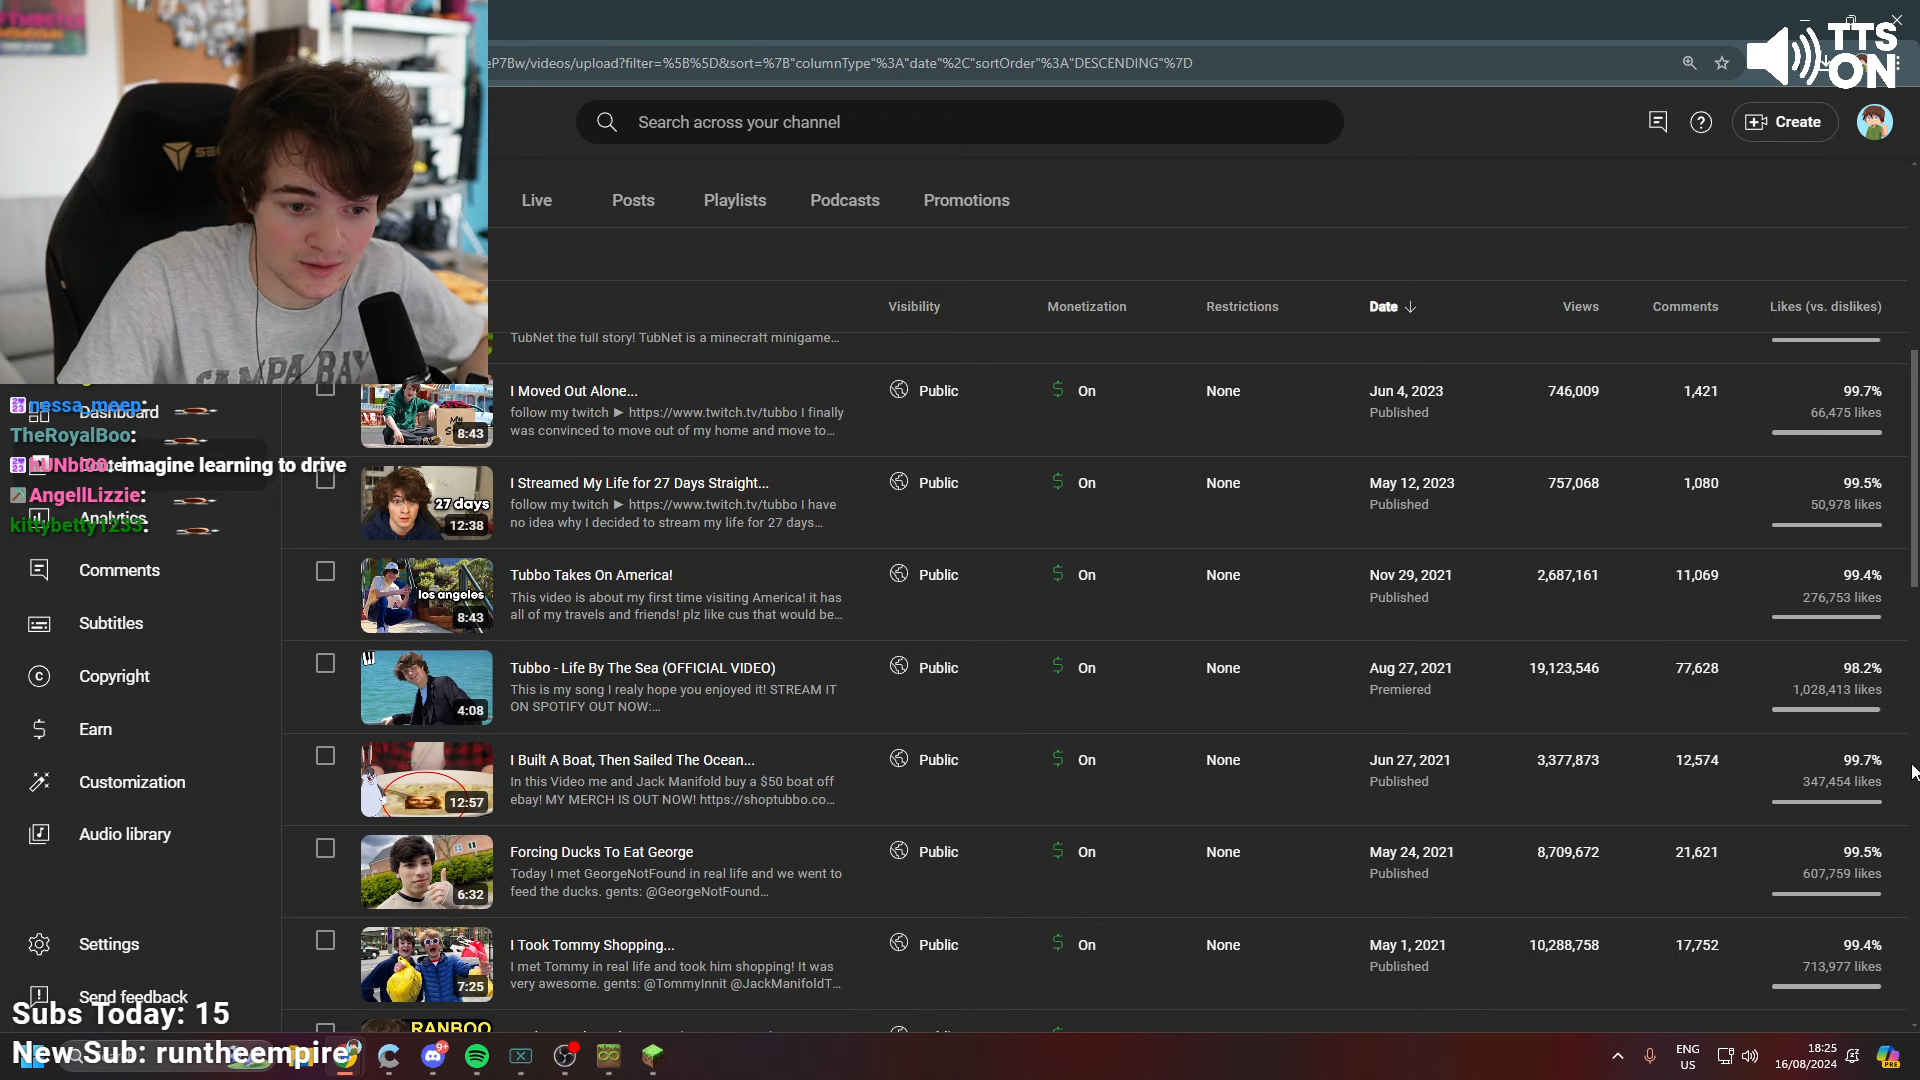 eP7Bw/videos/upload?filter=%5B%5D&sort=%7B"columnType"%3A"date"%2C"sortOrder"%3A"DESCENDING"%7D
TTS
ON
Search across your channel
Create
Live
Posts
Playlists
Podcasts
Promotions
Visibility
Monetization
Restrictions
Date
Views
Comments
Likes (vs. dislikes)
TubNet the full story! TubNet is a minecraft minigame…
I Moved Out Alone...
follow my twitch ► https://www.twitch.tv/tubbo I finally
was convinced to move out of my home and move to…
8:43
Public
On
None
Jun 4, 2023
Published
746,009
1,421
99.7%
66,475 likes
I Streamed My Life for 27 Days Straight...
follow my twitch ► https://www.twitch.tv/tubbo I have
no idea why I decided to stream my life for 27 days…
27 days
12:38
Public
On
None
May 12, 2023
Published
757,068
1,080
99.5%
50,978 likes
Tubbo Takes On America!
This video is about my first time visiting America! it has
all of my travels and friends! plz like cus that would be…
los angeles
8:43
Public
On
None
Nov 29, 2021
Published
2,687,161
11,069
99.4%
276,753 likes
Tubbo - Life By The Sea (OFFICIAL VIDEO)
This is my song I realy hope you enjoyed it! STREAM IT
ON SPOTIFY OUT NOW:…
4:08
Public
On
None
Aug 27, 2021
Premiered
19,123,546
77,628
98.2%
1,028,413 likes
I Built A Boat, Then Sailed The Ocean...
In this Video me and Jack Manifold buy a $50 boat off
ebay! MY MERCH IS OUT NOW! https://shoptubbo.co…
12:57
Public
On
None
Jun 27, 2021
Published
3,377,873
12,574
99.7%
347,454 likes
Forcing Ducks To Eat George
Today I met GeorgeNotFound in real life and we went to
feed the ducks. gents: @GeorgeNotFound…
6:32
Public
On
None
May 24, 2021
Published
8,709,672
21,621
99.5%
607,759 likes
I Took Tommy Shopping...
I met Tommy in real life and took him shopping! It was
very awesome. gents: @TommyInnit @JackManifoldT…
7:25
Public
On
None
May 1, 2021
Published
10,288,758
17,752
99.4%
713,977 likes
RANBOO
nessa_meep:
Dashboard
TheRoyalBoo:
imagine learning to drive
AngellLizzie:
Analytics
kittybetty1233:
Comments
Subtitles
Copyright
Earn
Customization
Audio library
Settings
Send feedback
Subs Today: 15
New Sub: runtheempire
TAMPA BAY
9+
ENG
US
18:25
16/08/2024